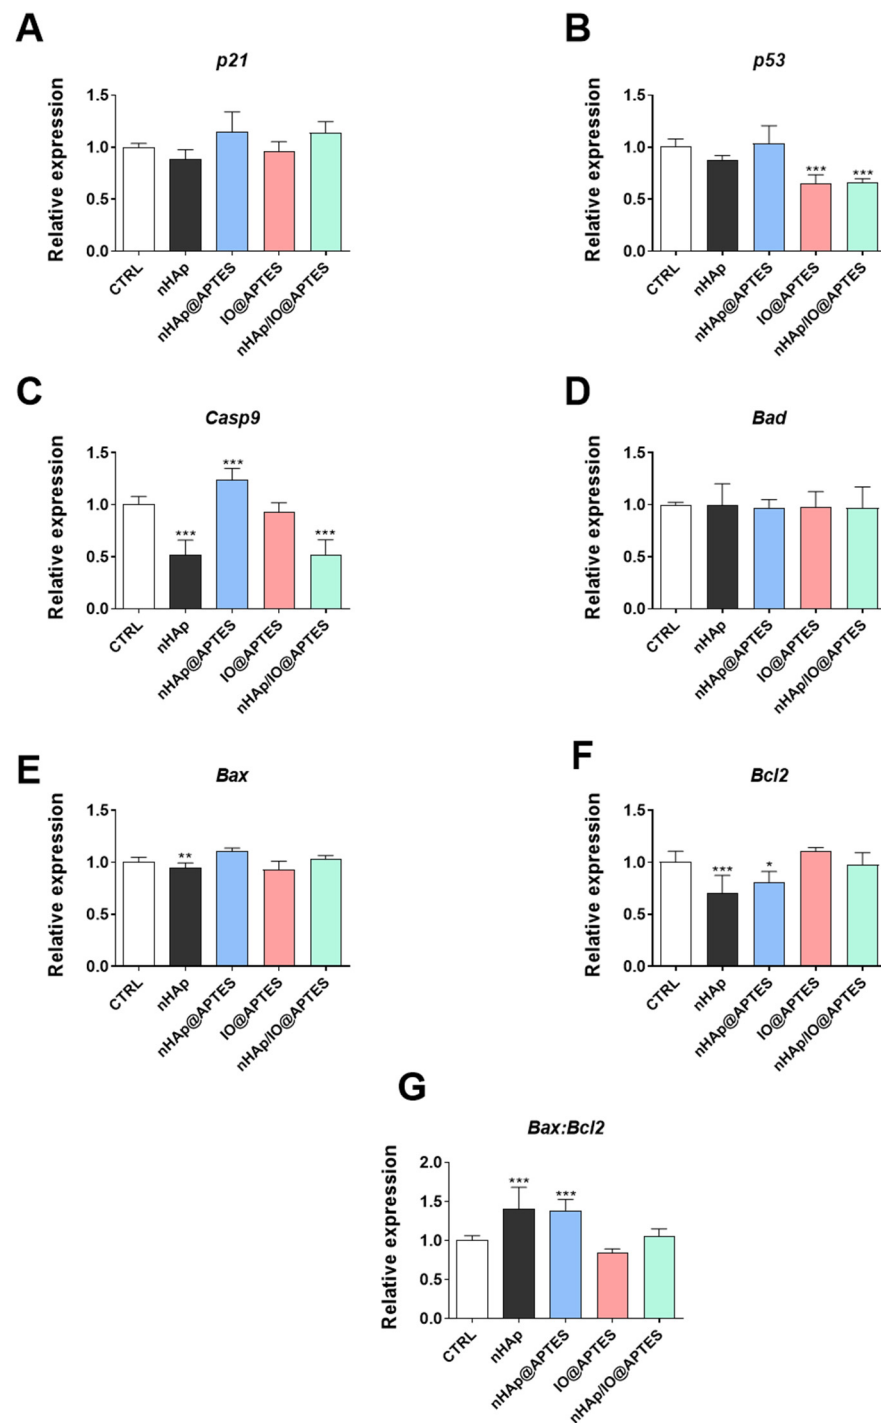 A
p21
Relative expression
1.5
1.0
0.5
0.0
CTRL
nHAp
nHAp@APTES
IO@APTES
nHAp/IO@APTES
B
p53
Relative expression
1.5
1.0
0.5
0.0
***
***
CTRL
nHAp
nHAp@APTES
IO@APTES
nHAp/IO@APTES
C
Casp9
Relative expression
1.5
1.0
0.5
0.0
***
***
***
CTRL
nHAp
nHAp@APTES
IO@APTES
nHAp/IO@APTES
D
Bad
Relative expression
1.5
1.0
0.5
0.0
CTRL
nHAp
nHAp@APTES
IO@APTES
nHAp/IO@APTES
E
Bax
Relative expression
1.5
1.0
0.5
0.0
**
CTRL
nHAp
nHAp@APTES
IO@APTES
nHAp/IO@APTES
F
Bcl2
Relative expression
1.5
1.0
0.5
0.0
***
*
CTRL
nHAp
nHAp@APTES
IO@APTES
nHAp/IO@APTES
G
Bax:Bcl2
Relative expression
2.0
1.5
1.0
0.5
0.0
***
***
CTRL
nHAp
nHAp@APTES
IO@APTES
nHAp/IO@APTES